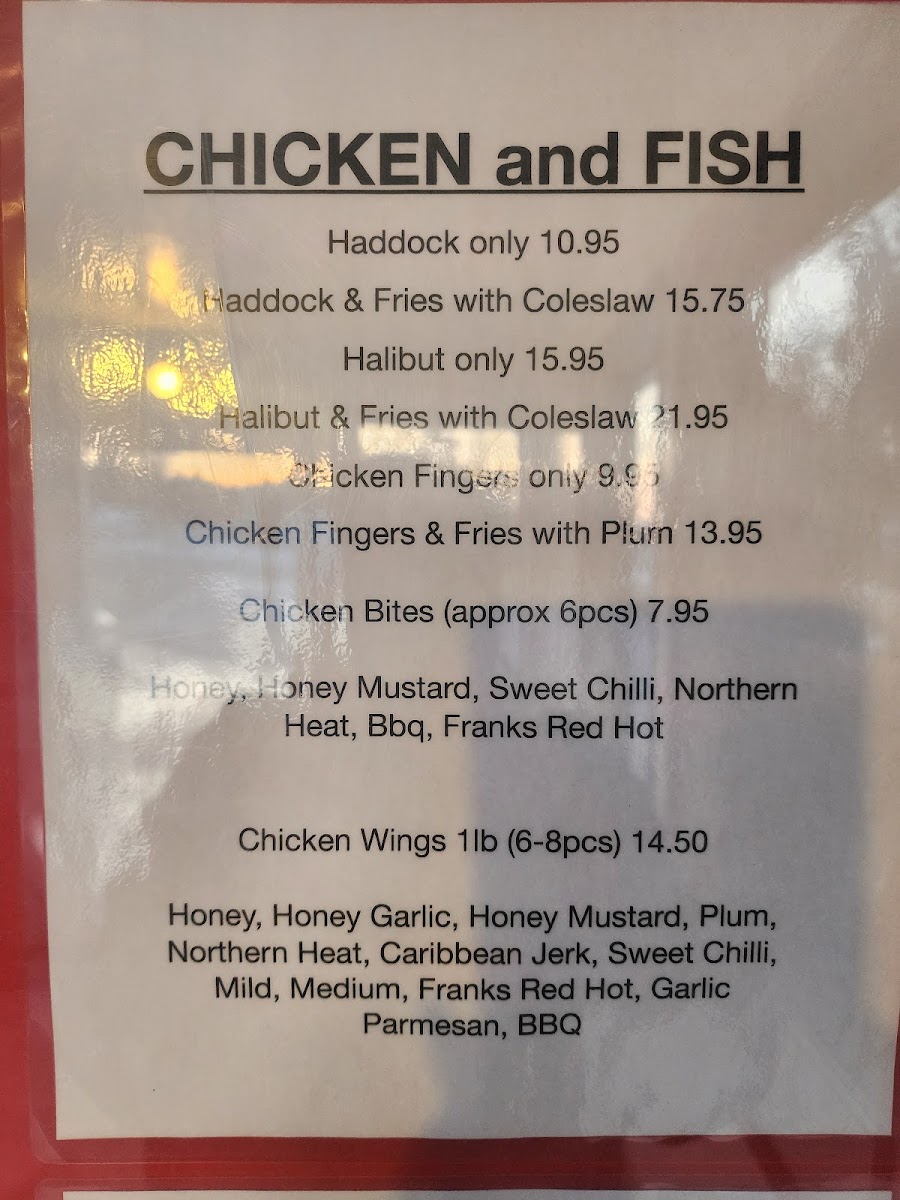 CHICKEN and FISH
Haddock only 10.95
Haddock & Fries with Coleslaw 15.75
Halibut only 15.95
Halibut & Fries with Coleslaw 21.95
Chicken Fingers only 9.95
Chicken Fingers & Fries with Plum 13.95
Chicken Bites (approx 6pcs) 7.95
Honey, Honey Mustard, Sweet Chilli, Northern
Heat, Bbq, Franks Red Hot
Chicken Wings 1lb (6-8pcs) 14.50
Honey, Honey Garlic, Honey Mustard, Plum,
Northern Heat, Caribbean Jerk, Sweet Chilli,
Mild, Medium, Franks Red Hot, Garlic
Parmesan, BBQ